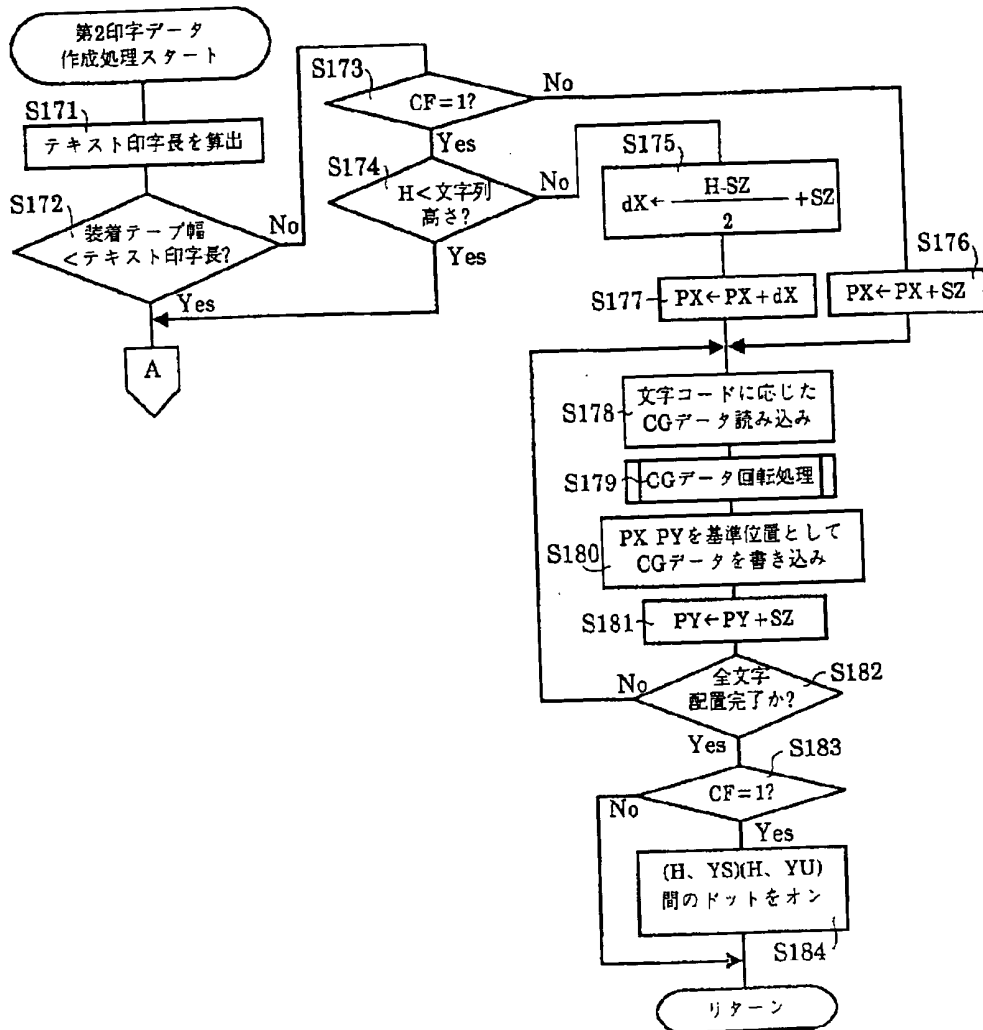 第2印字データ
作成処理スタート
S171
テキスト印字長を算出
S172
装着テープ幅
<テキスト印字長?
No
Yes
A
S173
CF=1?
No
Yes
S174
H<文字列
高さ?
No
Yes
S175
dX← H-SZ +SZ
2
S176
PX←PX+SZ
S177
PX←PX+dX
S178
文字コードに応じた
CGデータ読み込み
S179
CGデータ回転処理
S180
PX PYを基準位置として
CGデータを書き込み
S181
PY←PY+SZ
S182
全文字
配置完了か?
No
Yes
S183
CF=1?
No
Yes
(H、YS)(H、YU)
間のドットをオン
S184
リターン